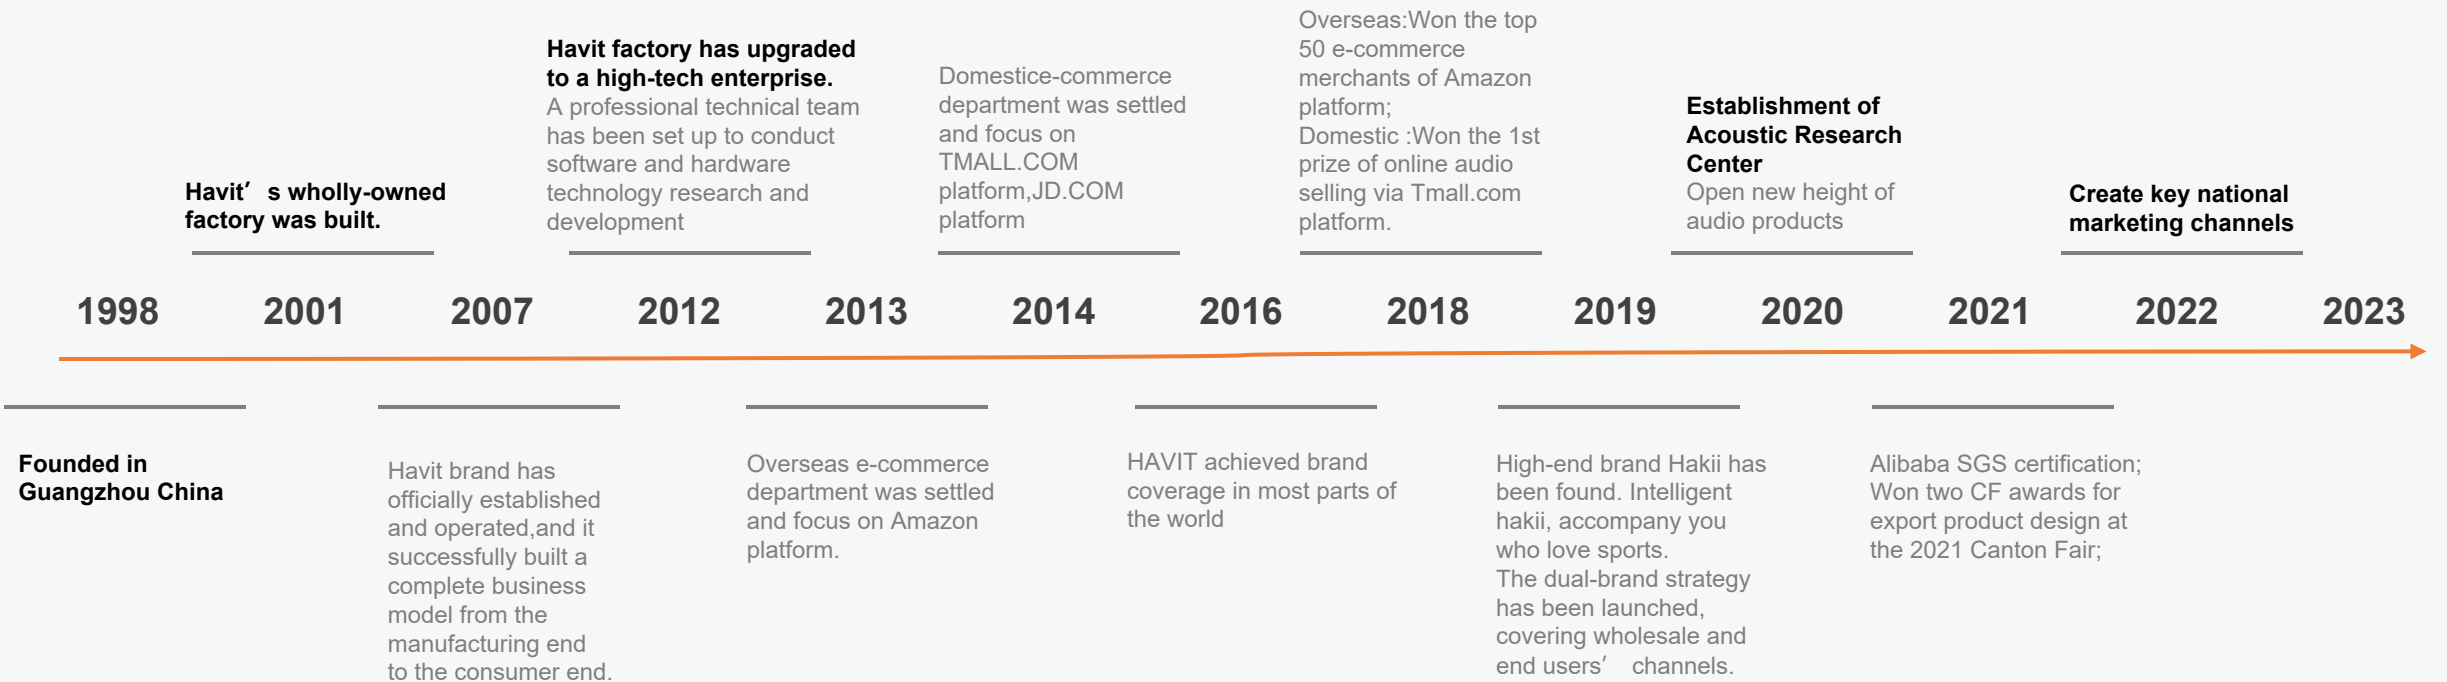 Havit’s wholly-owned
factory was built.
Havit factory has upgraded
to a high-tech enterprise.
A professional technical team
has been set up to conduct
software and hardware
technology research and
development
Domestice-commerce
department was settled
and focus on
TMALL.COM
platform,JD.COM
platform
Overseas:Won the top
50 e-commerce
merchants of Amazon
platform;
Domestic :Won the 1st
prize of online audio
selling via Tmall.com
platform.
Establishment of
Acoustic Research
Center
Open new height of
audio products
Create key national
marketing channels
1998 2001 2007 2012 2013 2014 2016 2018 2019 2020 2021 2022 2023
Founded in
Guangzhou China
Havit brand has
officially established
and operated,and it
successfully built a
complete business
model from the
manufacturing end
to the consumer end.
Overseas e-commerce
department was settled
and focus on Amazon
platform.
HAVIT achieved brand
coverage in most parts of
the world
High-end brand Hakii has
been found. Intelligent
hakii, accompany you
who love sports.
The dual-brand strategy
has been launched,
covering wholesale and
end users’ channels.
Alibaba SGS certification;
Won two CF awards for
export product design at
the 2021 Canton Fair;